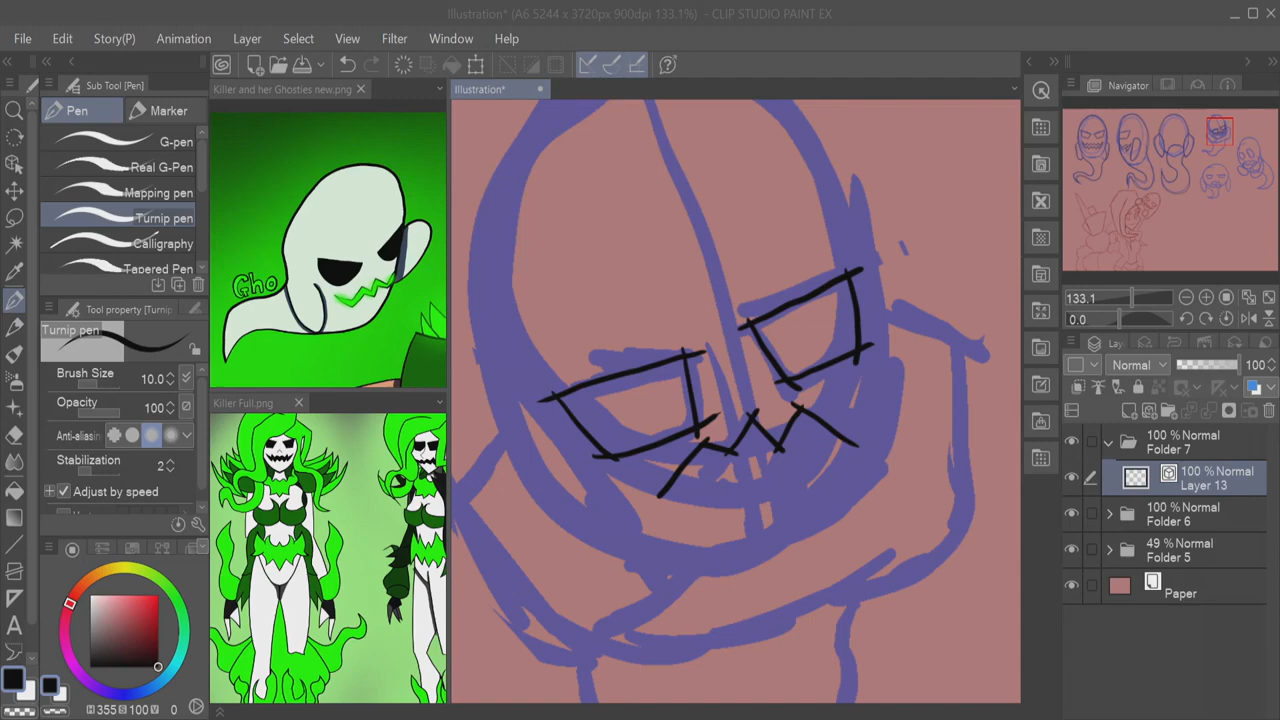 Illustration* (A6 5244 x 3720px 900dpi 133.1%) - CLIP STUDIO PAINT EX
File Edit Story(P) Animation Layer Select View Filter Window Help
Sub Tool [Pen]
Pen
Marker
G-pen
Real G-Pen
Mapping pen
Turnip pen
Calligraphy
Tapered Pen
Tool property [Turnip
Turnip pen
Brush Size 10.0
Opacity 100
Anti-aliasin
Stabilization 2
Adjust by speed
H 355 S 100 V 0
Killer and her Ghosties new.png
Gho
Killer Full.png
Illustration*
Navigator
133.1
0.0
Lay
Normal 100
100 % Normal
Folder 7
100 % Normal
Layer 13
100 % Normal
Folder 6
49 % Normal
Folder 5
Paper